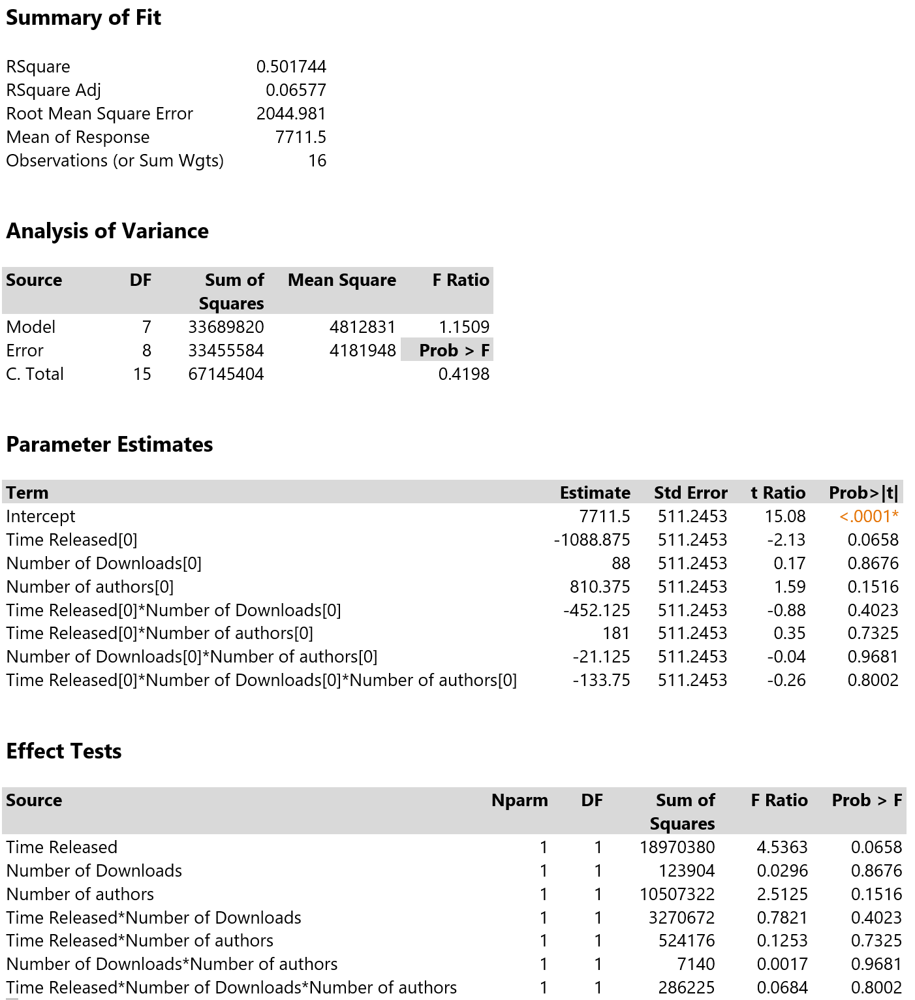 Summary of Fit
RSquare 0.501744
RSquare Adj 0.06577
Root Mean Square Error 2044.981
Mean of Response 7711.5
Observations (or Sum Wgts) 16
Analysis of Variance
Source DF Sum of Squares Mean Square F Ratio
Model 7 33689820 4812831 1.1509
Error 8 33455584 4181948 Prob > F
C. Total 15 67145404 0.4198
Parameter Estimates
Term Estimate Std Error t Ratio Prob>|t|
Intercept 7711.5 511.2453 15.08 <.0001*
Time Released[0] -1088.875 511.2453 -2.13 0.0658
Number of Downloads[0] 88 511.2453 0.17 0.8676
Number of authors[0] 810.375 511.2453 1.59 0.1516
Time Released[0]*Number of Downloads[0] -452.125 511.2453 -0.88 0.4023
Time Released[0]*Number of authors[0] 181 511.2453 0.35 0.7325
Number of Downloads[0]*Number of authors[0] -21.125 511.2453 -0.04 0.9681
Time Released[0]*Number of Downloads[0]*Number of authors[0] -133.75 511.2453 -0.26 0.8002
Effect Tests
Source Nparm DF Sum of Squares F Ratio Prob > F
Time Released 1 1 18970380 4.5363 0.0658
Number of Downloads 1 1 123904 0.0296 0.8676
Number of authors 1 1 10507322 2.5125 0.1516
Time Released*Number of Downloads 1 1 3270672 0.7821 0.4023
Time Released*Number of authors 1 1 524176 0.1253 0.7325
Number of Downloads*Number of authors 1 1 7140 0.0017 0.9681
Time Released*Number of Downloads*Number of authors 1 1 286225 0.0684 0.8002